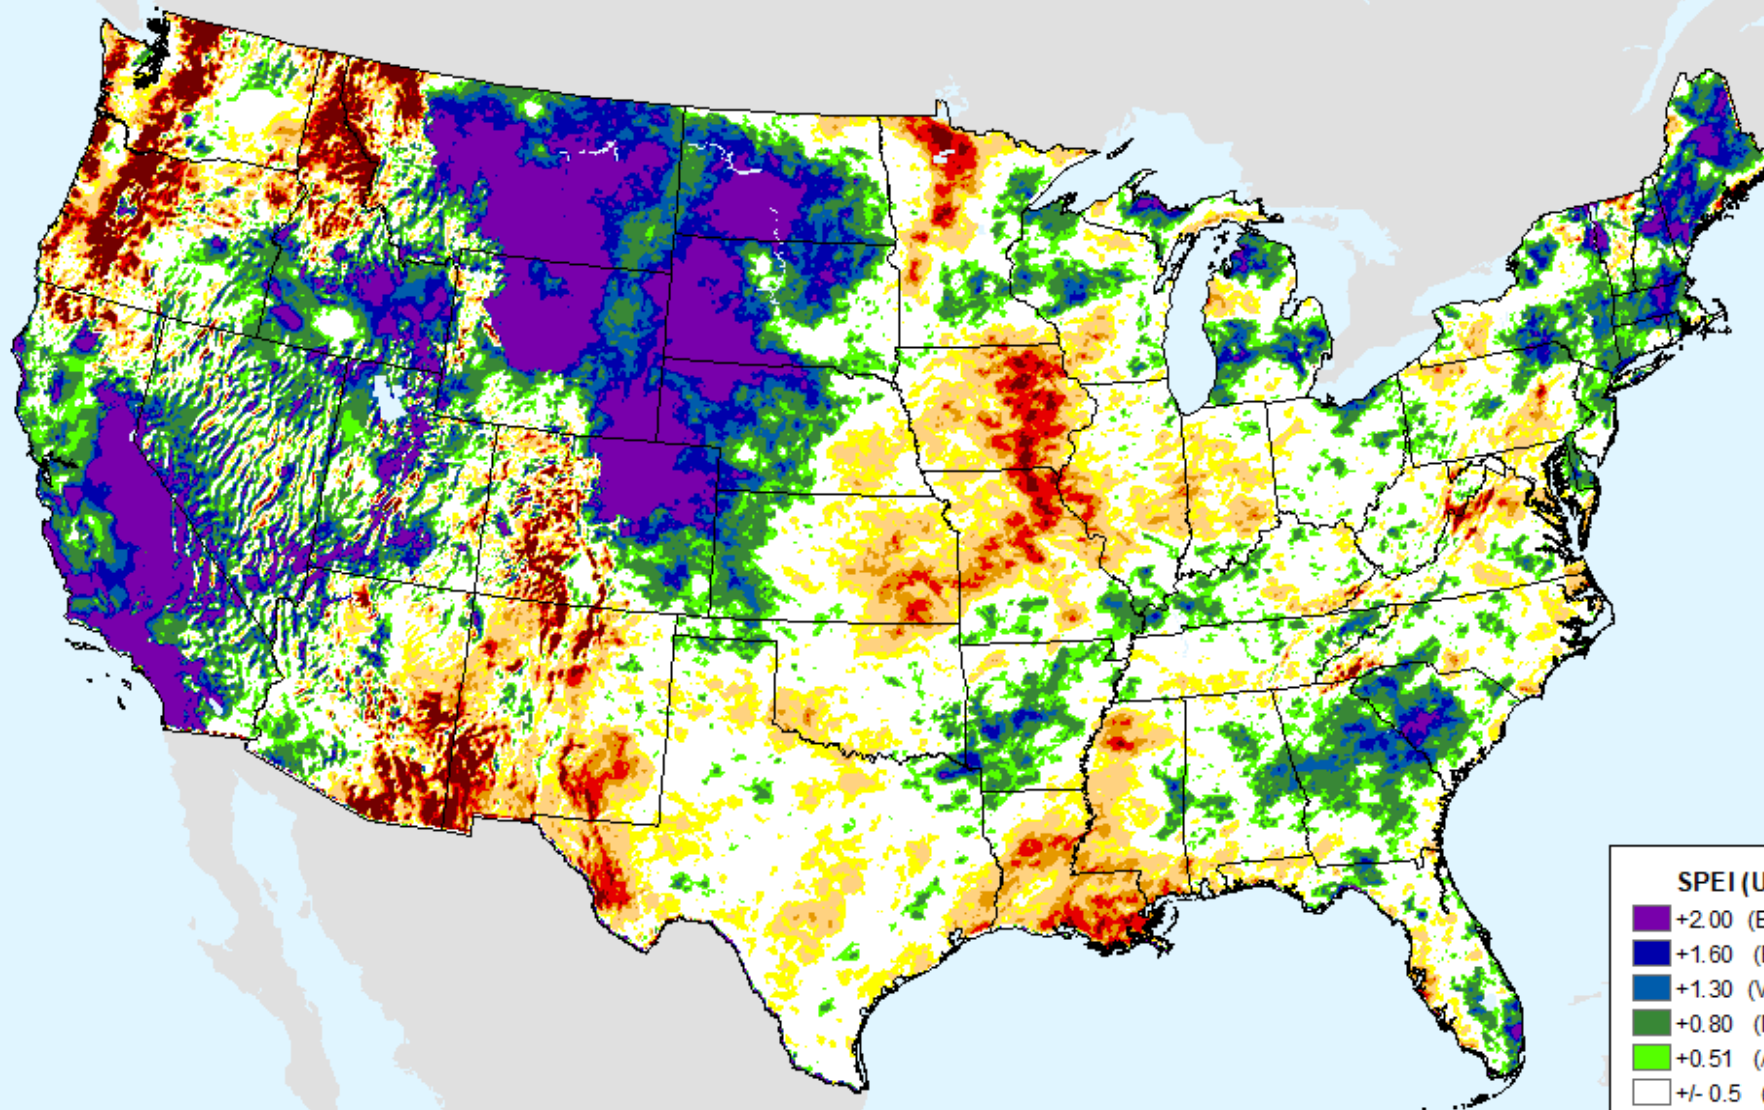 SPEI (U
+2.00 (E
+1.60 (
+1.30 (V
+0.80 (
+0.51 (
+/- 0.5 (